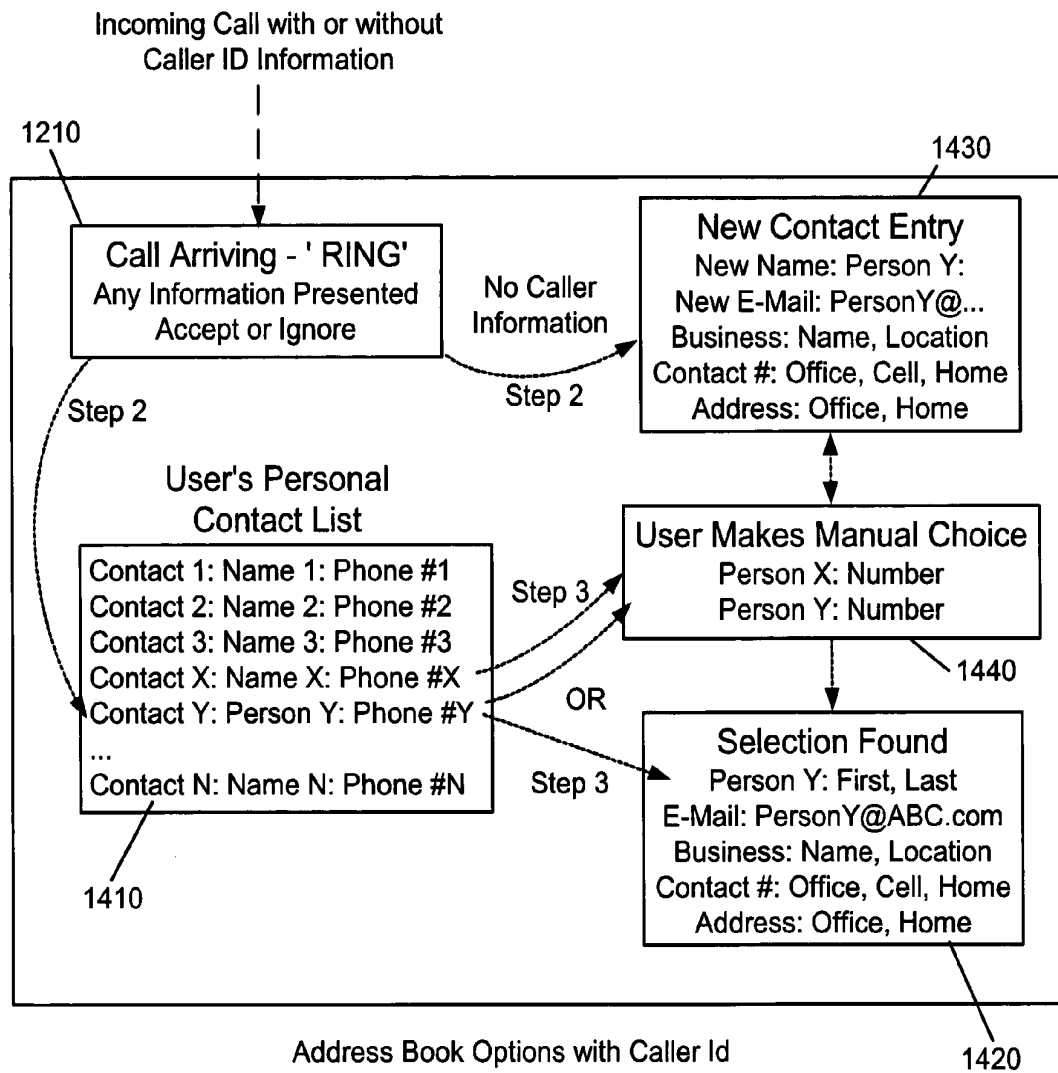 Incoming Call with or without
Caller ID Information
1210
1430
Call Arriving - ' RING'
Any Information Presented
Accept or Ignore
No Caller
Information
New Contact Entry
New Name: Person Y:
New E-Mail: PersonY@...
Business: Name, Location
Contact #: Office, Cell, Home
Address: Office, Home
Step 2
Step 2
User's Personal
Contact List
Contact 1: Name 1: Phone #1
Contact 2: Name 2: Phone #2
Contact 3: Name 3: Phone #3
Contact X: Name X: Phone #X
Contact Y: Person Y: Phone #Y
...
Contact N: Name N: Phone #N
1410
Step 3
OR
Step 3
User Makes Manual Choice
Person X: Number
Person Y: Number
1440
Selection Found
Person Y: First, Last
E-Mail: PersonY@ABC.com
Business: Name, Location
Contact #: Office, Cell, Home
Address: Office, Home
1420
Address Book Options with Caller Id